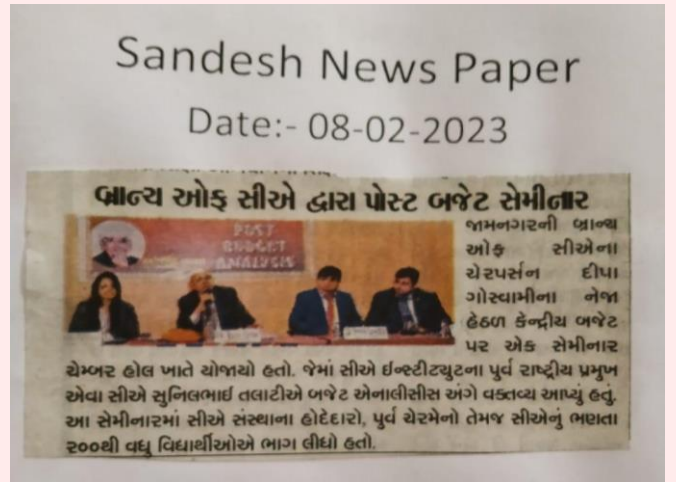 Sandesh News Paper
Date:- 08-02-2023
બ્રાન્ચ ઓફ સીએ દ્વારા પોસ્ટ બજેટ સેમીનાર
POST
BUDGET
ANALYSIS
જામનગરની બ્રાન્ચ
ઓફ સીએના
ચેરપર્સન દીપા
ગોસ્વામીના નેજા
હેઠળ કેન્દ્રીય બજેટ
પર એક સેમીનાર
ચેમ્બર હોલ ખાતે યોજાયો હતો. જેમાં સીએ ઈન્સ્ટીટ્યુટના પુર્વ રાષ્ટ્રીય પ્રમુખ
એવા સીએ સુનિલભાઈ તલાટીએ બજેટ એનાલીસીસ અંગે વક્તવ્ય આપ્યું હતું.
આ સેમીનારમાં સીએ સંસ્થાના હોદેદારો, પુર્વ ચેરમેનો તેમજ સીએનું ભણતા
૨૦૦થી વધુ વિદ્યાર્થીઓએ ભાગ લીધો હતો.